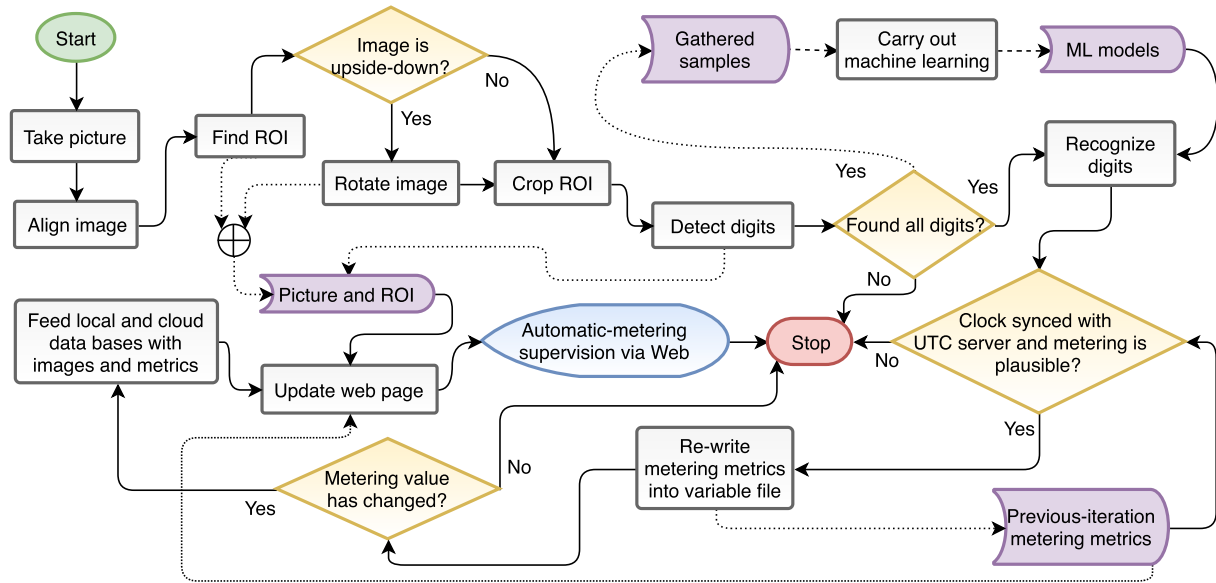 Start
Take picture
Align image
Find ROI
Image is
upside-down?
No
Yes
Rotate image
Crop ROI
Detect digits
Found all digits?
Yes
Yes
No
Gathered
samples
Carry out
machine learning
ML models
Recognize
digits
Clock synced with
UTC server and metering is
plausible?
No
Yes
Stop
Picture and ROI
Feed local and cloud
data bases with
images and metrics
Update web page
Automatic-metering
supervision via Web
Metering value
has changed?
Yes
No
Re-write
metering metrics
into variable file
Previous-iteration
metering metrics